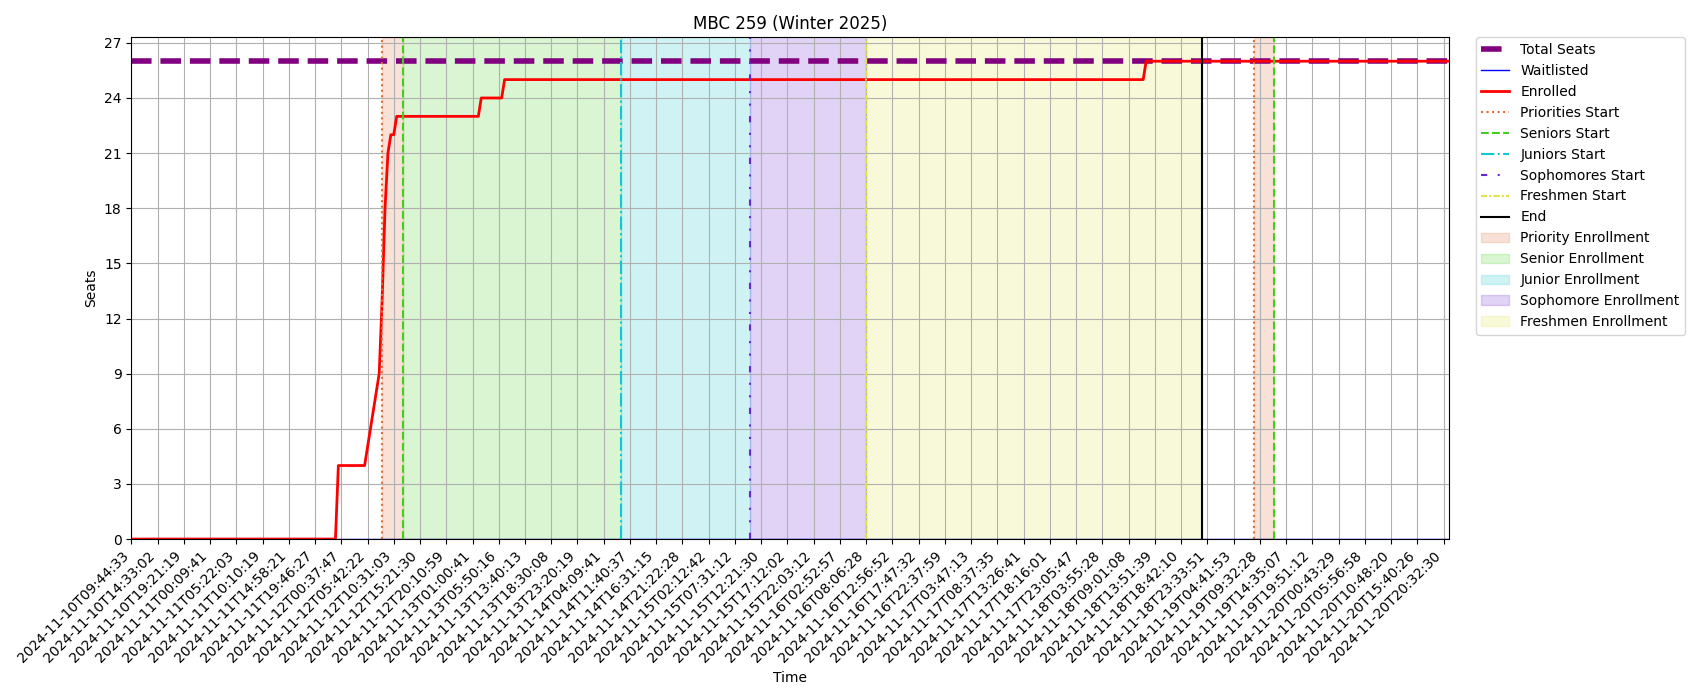 MBC 259 (Winter 2025)
27
24
21
18
15
12
9
6
3
0
Seats
2024-11-10T09:44:33
2024-11-10T14:33:02
2024-11-10T19:21:19
2024-11-11T00:09:41
2024-11-11T05:22:03
2024-11-11T10:10:19
2024-11-11T14:58:21
2024-11-11T19:46:27
2024-11-12T00:37:47
2024-11-12T05:42:22
2024-11-12T10:31:03
2024-11-12T15:21:30
2024-11-12T20:10:59
2024-11-13T01:00:41
2024-11-13T05:50:16
2024-11-13T13:40:13
2024-11-13T18:30:08
2024-11-13T23:20:19
2024-11-14T04:09:41
2024-11-14T11:40:37
2024-11-14T16:31:15
2024-11-14T21:22:28
2024-11-15T02:12:42
2024-11-15T07:31:12
2024-11-15T12:21:30
2024-11-15T17:12:02
2024-11-15T22:03:12
2024-11-16T02:52:57
2024-11-16T08:06:28
2024-11-16T12:56:52
2024-11-16T17:47:32
2024-11-16T22:37:59
2024-11-17T03:47:13
2024-11-17T08:37:35
2024-11-17T13:26:41
2024-11-17T18:16:01
2024-11-17T23:05:47
2024-11-18T03:55:28
2024-11-18T09:01:08
2024-11-18T13:51:39
2024-11-18T18:42:10
2024-11-18T23:33:51
2024-11-19T04:41:53
2024-11-19T09:32:28
2024-11-19T14:35:07
2024-11-19T19:51:12
2024-11-20T00:43:29
2024-11-20T05:56:58
2024-11-20T10:48:20
2024-11-20T15:40:26
2024-11-20T20:32:30
Time
Total Seats
Waitlisted
Enrolled
Priorities Start
Seniors Start
Juniors Start
Sophomores Start
Freshmen Start
End
Priority Enrollment
Senior Enrollment
Junior Enrollment
Sophomore Enrollment
Freshmen Enrollment